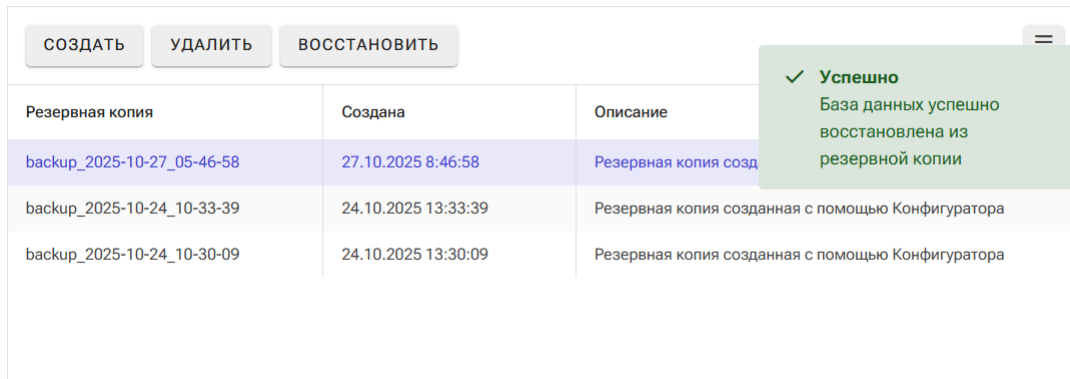 СОЗДАТЬ УДАЛИТЬ ВОССТАНОВИТЬ
Успешно
База данных успешно
восстановлена из
резервной копии
Резервная копия Создана Описание
backup_2025-10-27_05-46-58 27.10.2025 8:46:58 Резервная копия созд
backup_2025-10-24_10-33-39 24.10.2025 13:33:39 Резервная копия созданная с помощью Конфигуратора
backup_2025-10-24_10-30-09 24.10.2025 13:30:09 Резервная копия созданная с помощью Конфигуратора